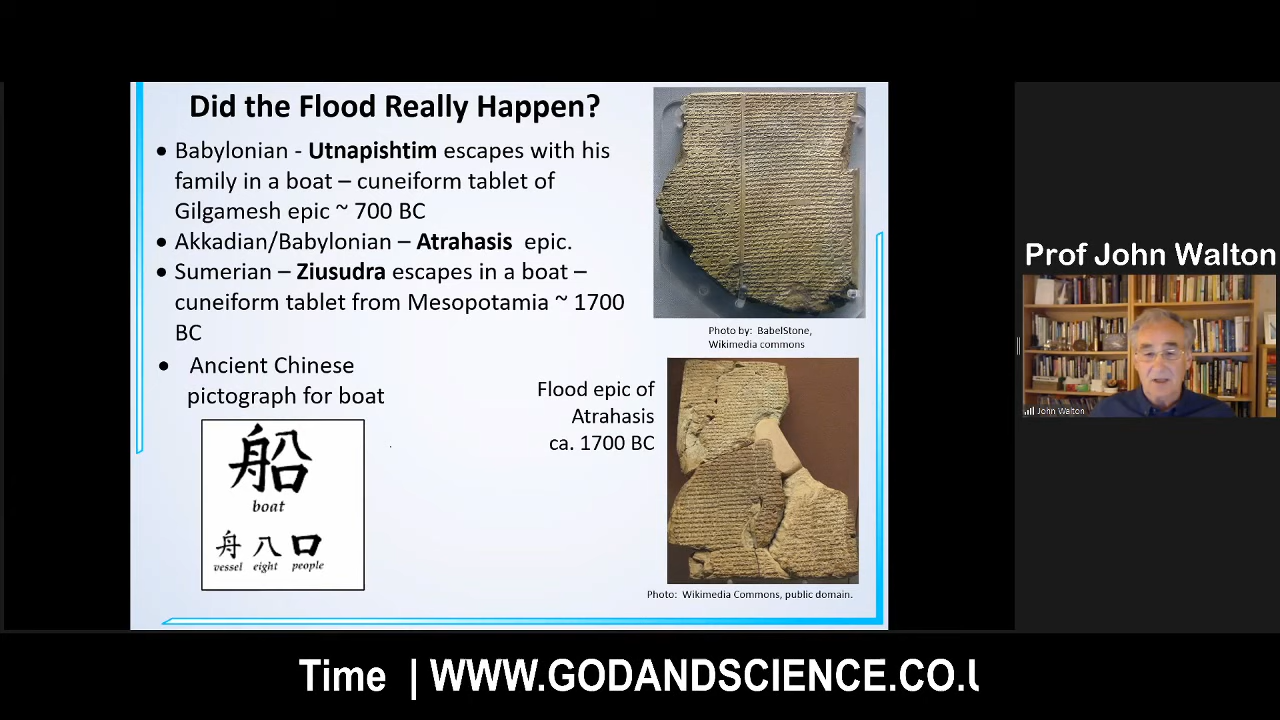 Did the Flood Really Happen?
• Babylonian - Utnapishtim escapes with his
family in a boat – cuneiform tablet of
Gilgamesh epic ~ 700 BC
• Akkadian/Babylonian – Atrahasis epic.
• Sumerian – Ziusudra escapes in a boat –
cuneiform tablet from Mesopotamia ~ 1700
BC
• Ancient Chinese
pictograph for boat
船
boat
舟 八 口
vessel eight people
Photo by: BabelStone,
Wikimedia commons
Flood epic of
Atrahasis
ca. 1700 BC
Photo: Wikimedia Commons, public domain.
Prof John Walton
John Walton
Time | WWW.GODANDSCIENCE.CO.U